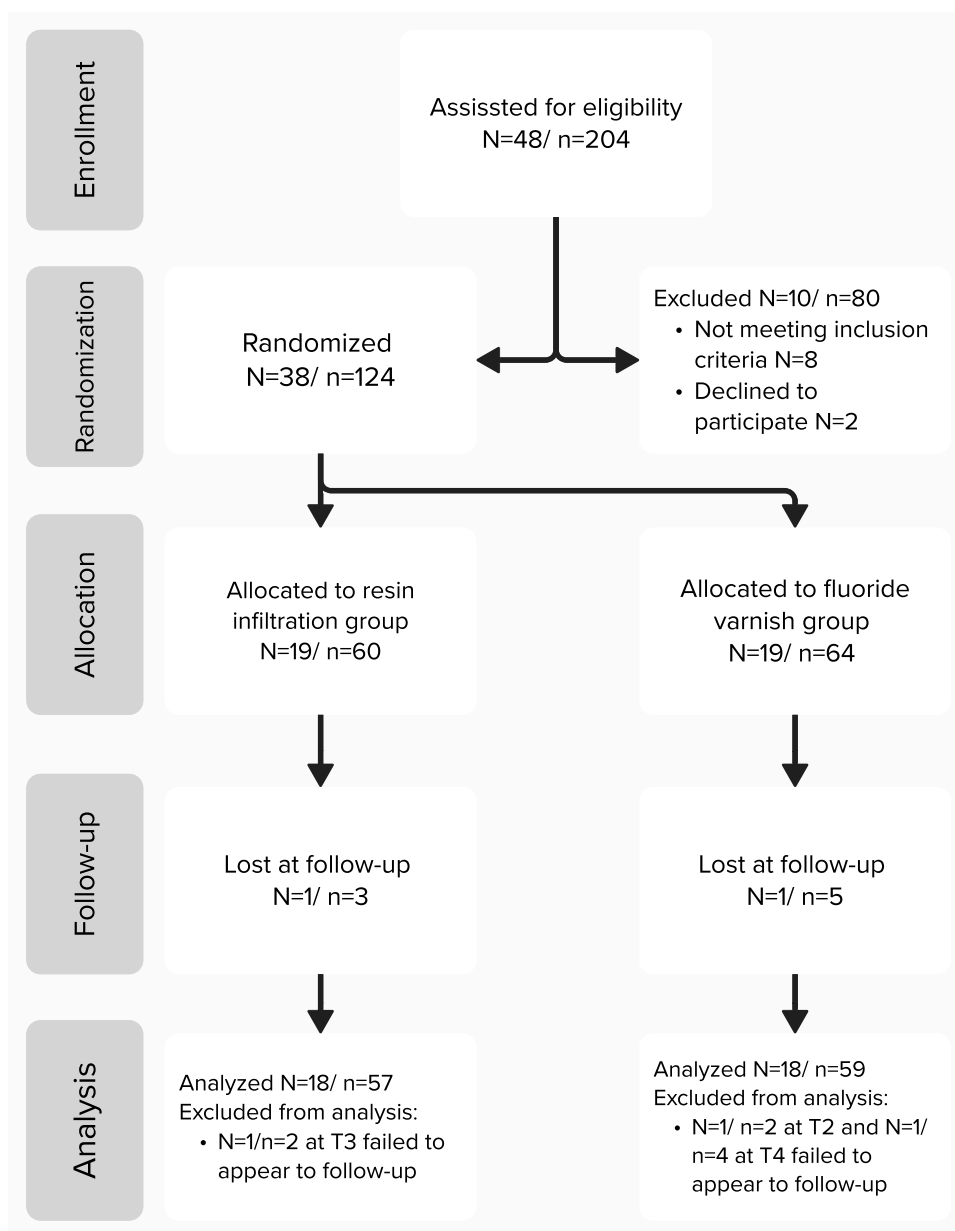 Enrollment
Assissted for eligibility
N=48/ n=204
Randomization
Randomized
N=38/ n=124
Excluded N=10/ n=80
• Not meeting inclusion
criteria N=8
• Declined to
participate N=2
Allocation
Allocated to resin
infiltration group
N=19/ n=60
Allocated to fluoride
varnish group
N=19/ n=64
Follow-up
Lost at follow-up
N=1/ n=3
Lost at follow-up
N=1/ n=5
Analysis
Analyzed N=18/ n=57
Excluded from analysis:
• N=1/n=2 at T3 failed to
appear to follow-up
Analyzed N=18/ n=59
Excluded from analysis:
• N=1/ n=2 at T2 and N=1/
n=4 at T4 failed to
appear to follow-up